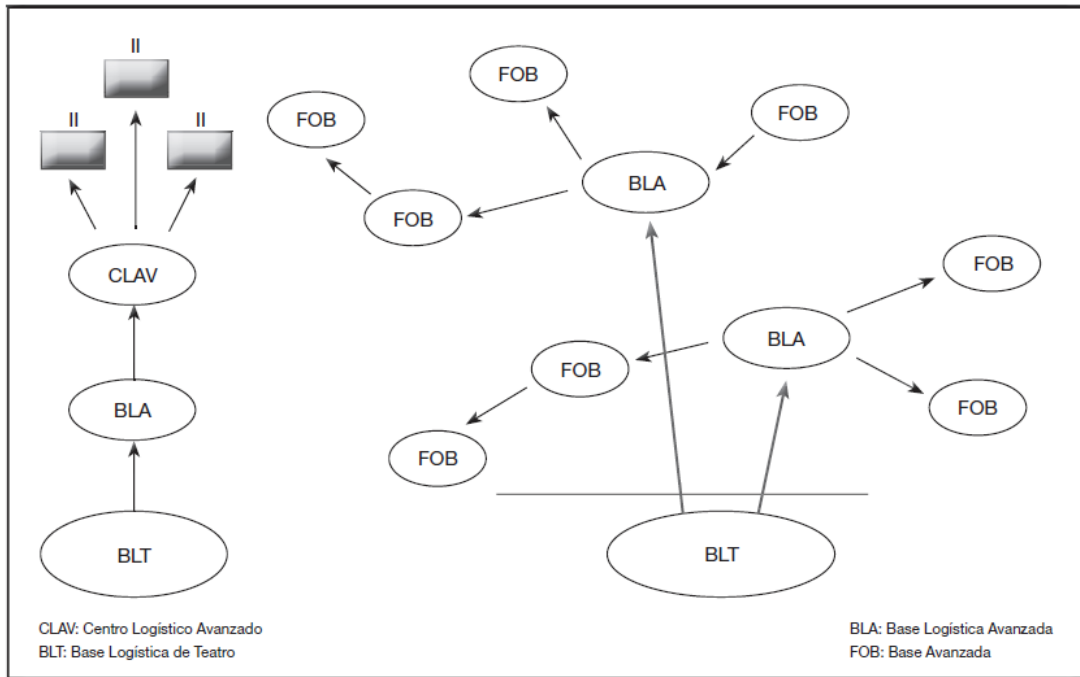 II
II
II
CLAV
BLA
BLT
FOB
FOB
FOB
FOB
BLA
FOB
BLA
FOB
FOB
FOB
BLT
CLAV: Centro Logístico Avanzado
BLT: Base Logística de Teatro
BLA: Base Logística Avanzada
FOB: Base Avanzada